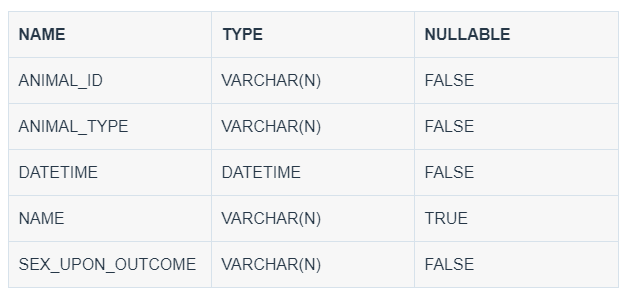 NAME TYPE NULLABLE
ANIMAL_ID VARCHAR(N) FALSE
ANIMAL_TYPE VARCHAR(N) FALSE
DATETIME DATETIME FALSE
NAME VARCHAR(N) TRUE
SEX_UPON_OUTCOME VARCHAR(N) FALSE